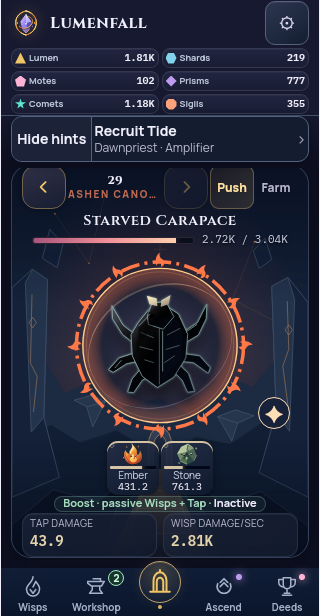 LUMENFALL
Lumen 1.81K
Shards 219
Motes 102
Prisms 777
Comets 1.18K
Sigils 355
Hide hints
Recruit Tide
Dawnpriest · Amplifier
29
ASHEN CANO...
Push
Farm
STARVED CARAPACE
2.72K / 3.04K
Ember
431.2
Stone
761.3
Boost · passive Wisps + Tap · Inactive
TAP DAMAGE
43.9
WISP DAMAGE/SEC
2.81K
2
Wisps
Workshop
Ascend
Deeds